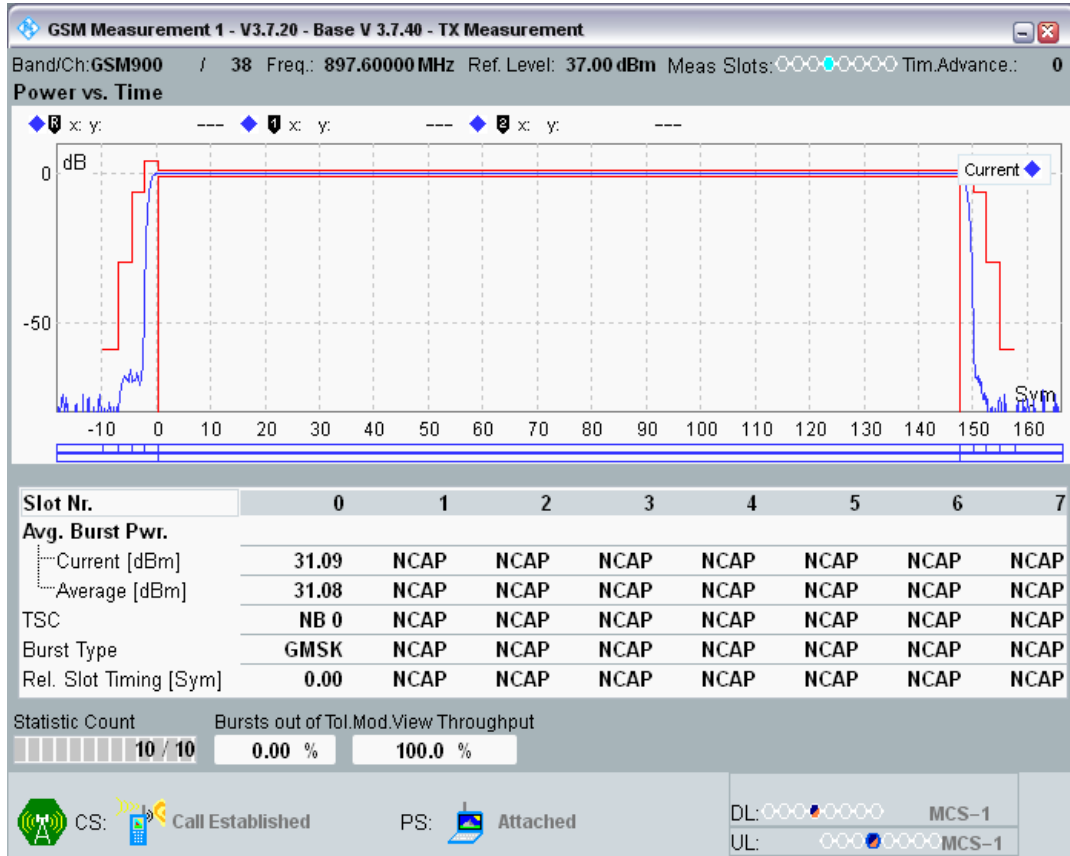 GSM Measurement 1 - V3.7.20 - Base V 3.7.40 - TX Measurement
Band/Ch:GSM900 / 38 Freq.: 897.60000 MHz Ref. Level: 37.00 dBm Meas Slots: Tim.Advance.: 0
Power vs. Time
R x: y: --- 1 x: y: --- 2 x: y: ---
dB
Current
0
-50
Sym
-10 0 10 20 30 40 50 60 70 80 90 100 110 120 130 140 150 160
Slot Nr. 0 1 2 3 4 5 6 7
Avg. Burst Pwr.
Current [dBm] 31.09 NCAP NCAP NCAP NCAP NCAP NCAP NCAP
Average [dBm] 31.08 NCAP NCAP NCAP NCAP NCAP NCAP NCAP
TSC NB 0 NCAP NCAP NCAP NCAP NCAP NCAP NCAP
Burst Type GMSK NCAP NCAP NCAP NCAP NCAP NCAP NCAP
Rel. Slot Timing [Sym] 0.00 NCAP NCAP NCAP NCAP NCAP NCAP NCAP
Statistic Count Bursts out of Tol. Mod.View Throughput
10 / 10 0.00 % 100.0 %
CS: Call Established PS: Attached
DL: MCS-1
UL: MCS-1